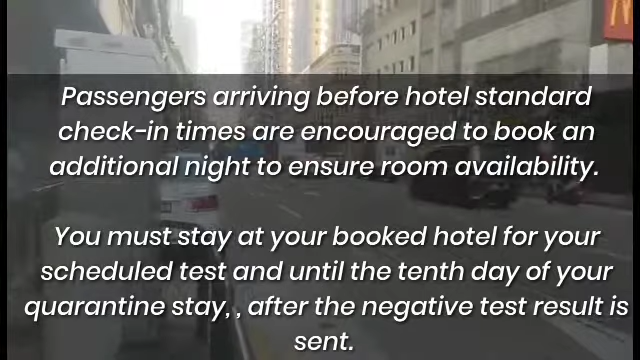 Passengers arriving before hotel standard
check-in times are encouraged to book an
additional night to ensure room availability.
You must stay at your booked hotel for your
scheduled test and until the tenth day of your
quarantine stay, , after the negative test result is
sent.